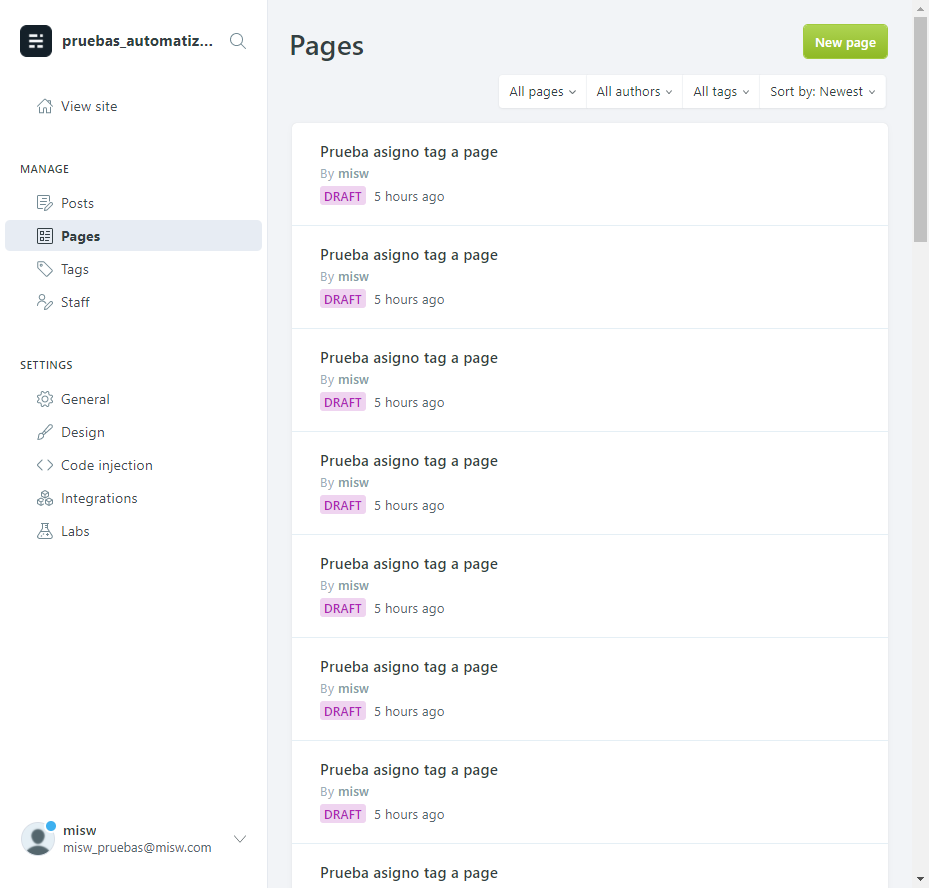 pruebas_automatiz...
View site
MANAGE
Posts
Pages
Tags
Staff
SETTINGS
General
Design
Code injection
Integrations
Labs
misw
misw_pruebas@misw.com
Pages
New page
All pages
All authors
All tags
Sort by: Newest
Prueba asigno tag a page
By misw
DRAFT 5 hours ago
Prueba asigno tag a page
By misw
DRAFT 5 hours ago
Prueba asigno tag a page
By misw
DRAFT 5 hours ago
Prueba asigno tag a page
By misw
DRAFT 5 hours ago
Prueba asigno tag a page
By misw
DRAFT 5 hours ago
Prueba asigno tag a page
By misw
DRAFT 5 hours ago
Prueba asigno tag a page
By misw
DRAFT 5 hours ago
Prueba asigno tag a page